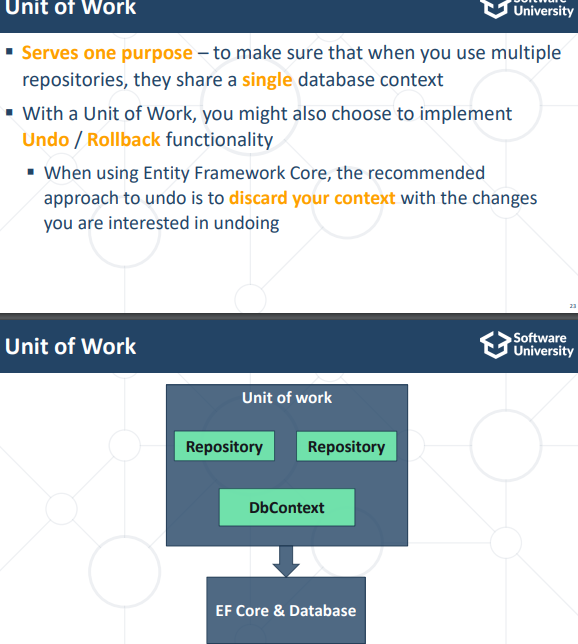 Unit of Work
Software
University
▪ Serves one purpose – to make sure that when you use multiple
repositories, they share a single database context
▪ With a Unit of Work, you might also choose to implement
Undo / Rollback functionality
▪ When using Entity Framework Core, the recommended
approach to undo is to discard your context with the changes
you are interested in undoing
23
Unit of Work
Software
University
Unit of work
Repository Repository
DbContext
EF Core & Database